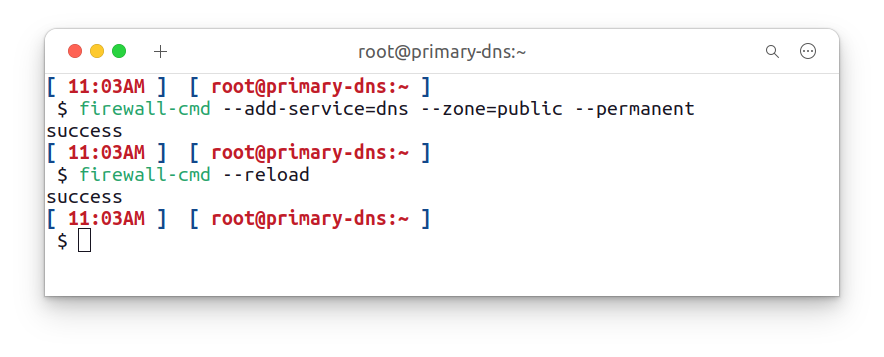 root@primary-dns:~
[ 11:03AM ]  [ root@primary-dns:~ ]
 $ firewall-cmd --add-service=dns --zone=public --permanent
success
[ 11:03AM ]  [ root@primary-dns:~ ]
 $ firewall-cmd --reload
success
[ 11:03AM ]  [ root@primary-dns:~ ]
 $